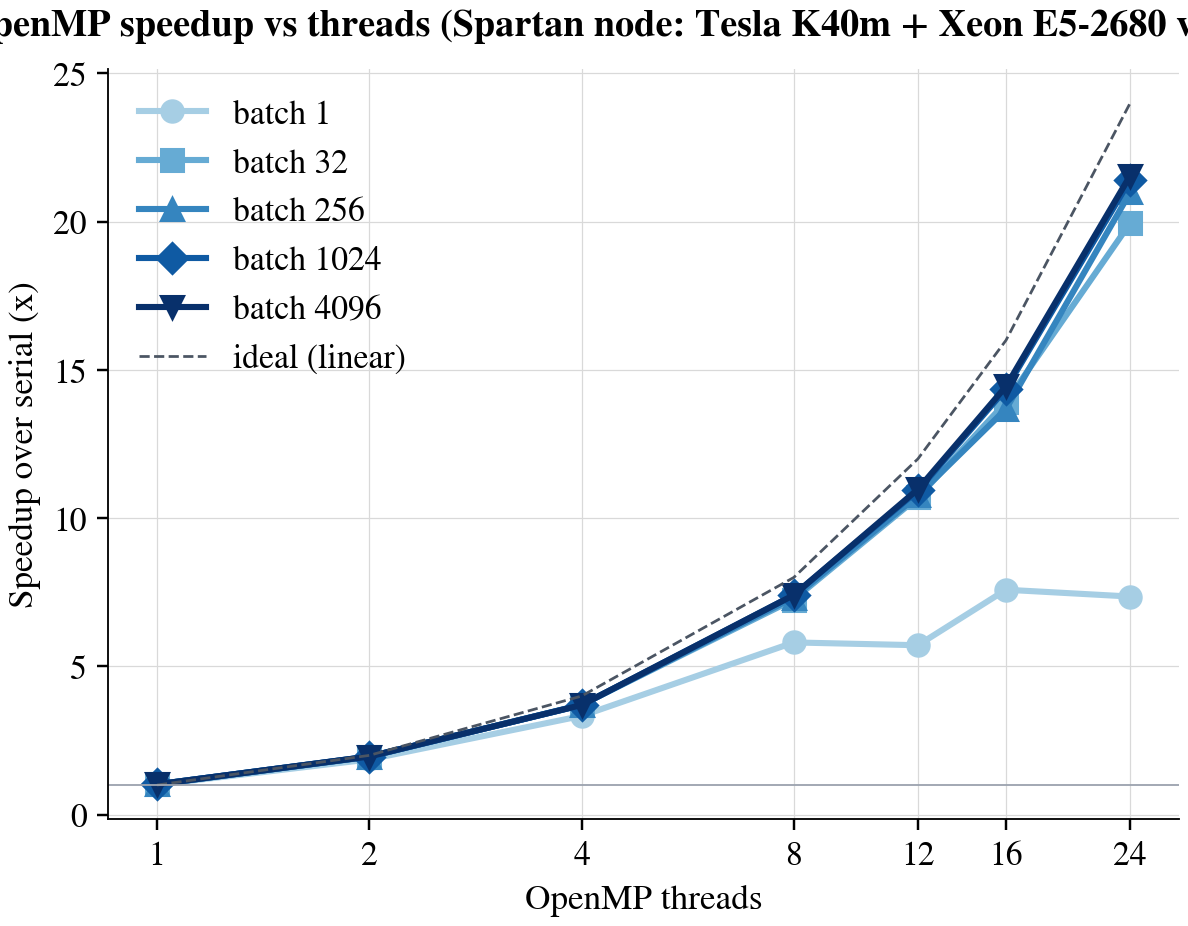 penMP speedup vs threads (Spartan node: Tesla K40m + Xeon E5-2680 v
25
20
15
10
5
0
batch 1
batch 32
batch 256
batch 1024
batch 4096
ideal (linear)
Speedup over serial (x)
1 2 4 8 12 16 24
OpenMP threads